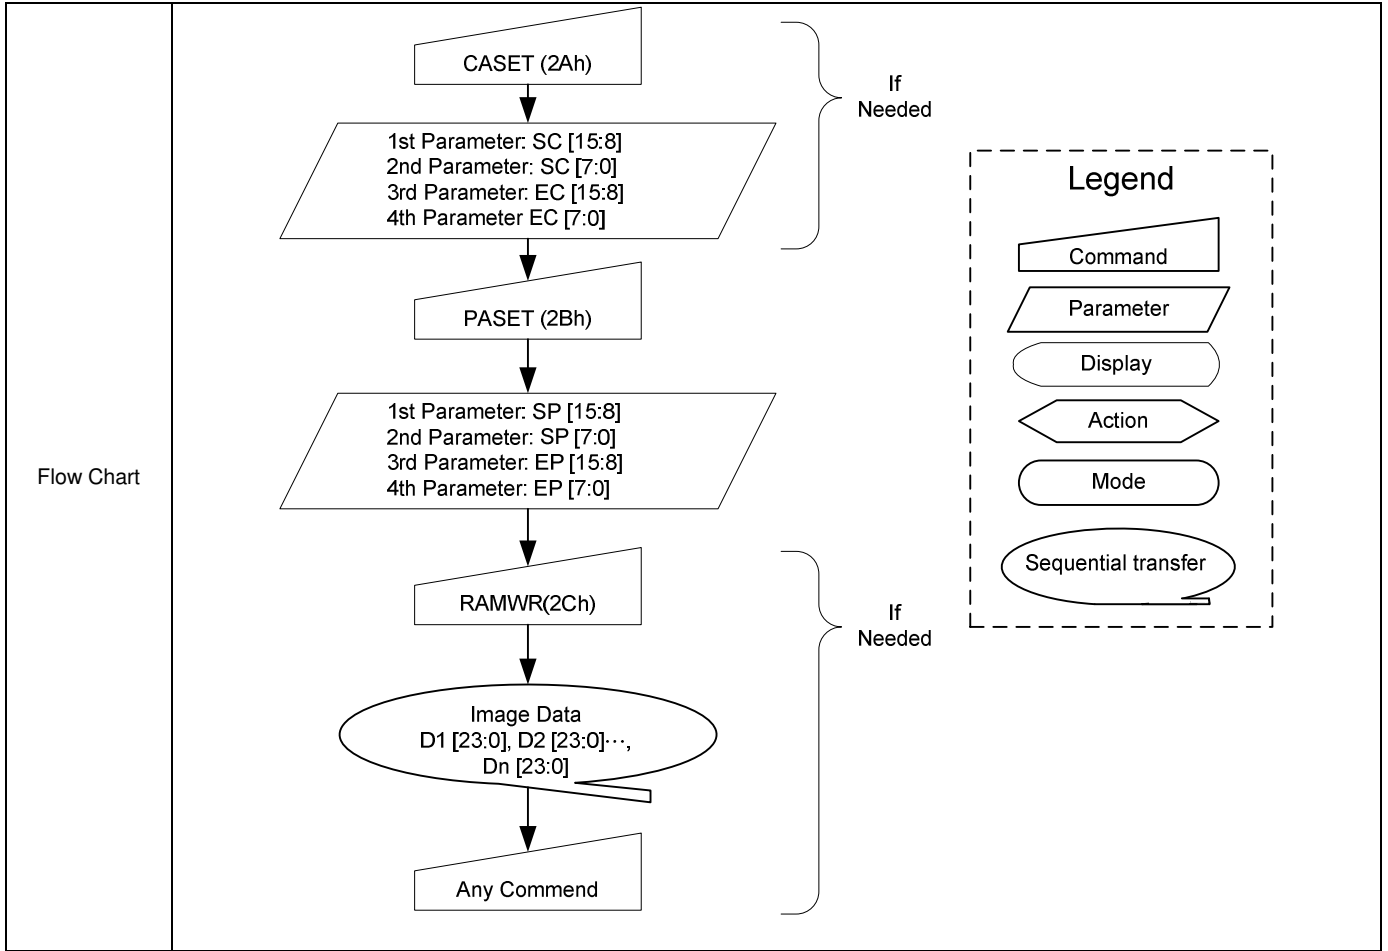 Flow Chart
CASET (2Ah)
1st Parameter: SC [15:8]
2nd Parameter: SC [7:0]
3rd Parameter: EC [15:8]
4th Parameter EC [7:0]
If
Needed
PASET (2Bh)
1st Parameter: SP [15:8]
2nd Parameter: SP [7:0]
3rd Parameter: EP [15:8]
4th Parameter: EP [7:0]
RAMWR(2Ch)
Image Data
D1 [23:0], D2 [23:0]⋯,
Dn [23:0]
Any Commend
If
Needed
Legend
Command
Parameter
Display
Action
Mode
Sequential transfer